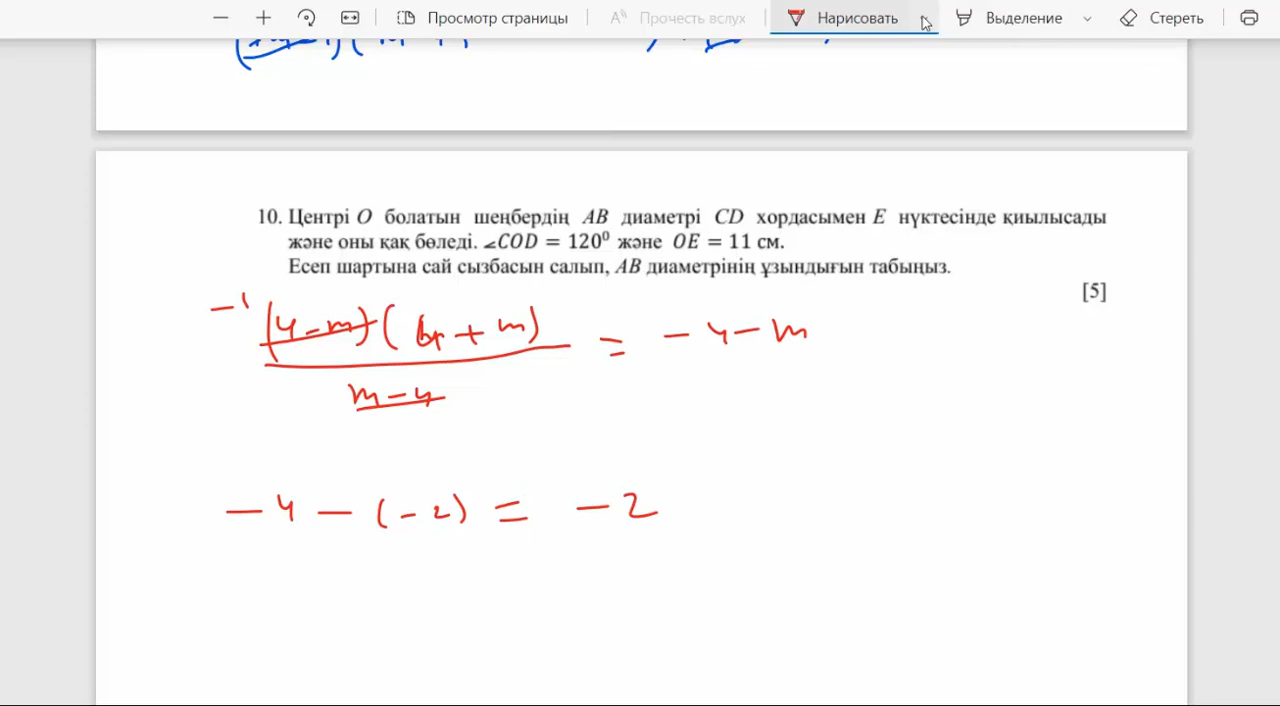 Просмотр страницы Прочесть вслух Нарисовать Выделение Стереть
10. Центрі O болатын шеңбердің AB диаметрі CD хордасымен E нүктесінде қиылысады
және оны қақ бөледі. ∠COD = 120⁰ және OE = 11 см.
Есеп шартына сай сызбасын салып, AB диаметрінің ұзындығын табыңыз.
[5]
-1 (4-m)(4+m) = -4-m
m-4
-4-(-2) = -2